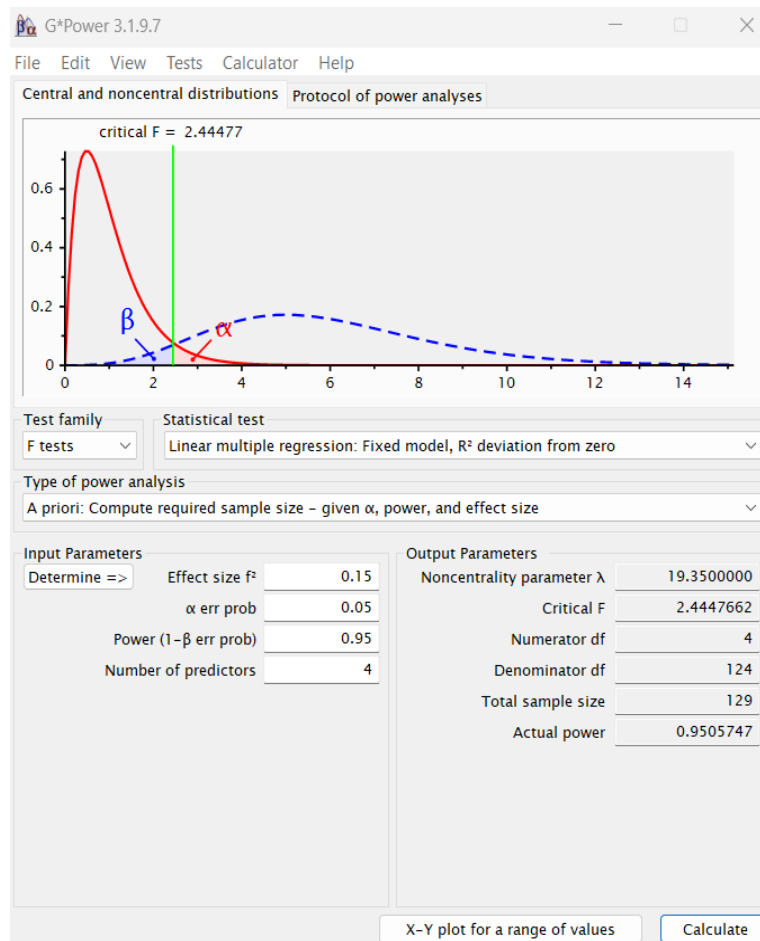 G*Power 3.1.9.7
File Edit View Tests Calculator Help
Central and noncentral distributions Protocol of power analyses
critical F = 2.44477
0.6
0.4
0.2
0
β
α
0 2 4 6 8 10 12 14
Test family Statistical test
F tests Linear multiple regression: Fixed model, R² deviation from zero
Type of power analysis
A priori: Compute required sample size - given α, power, and effect size
Input Parameters
Determine => Effect size f² 0.15
α err prob 0.05
Power (1-β err prob) 0.95
Number of predictors 4
Output Parameters
Noncentrality parameter λ 19.3500000
Critical F 2.4447662
Numerator df 4
Denominator df 124
Total sample size 129
Actual power 0.9505747
X-Y plot for a range of values Calculate